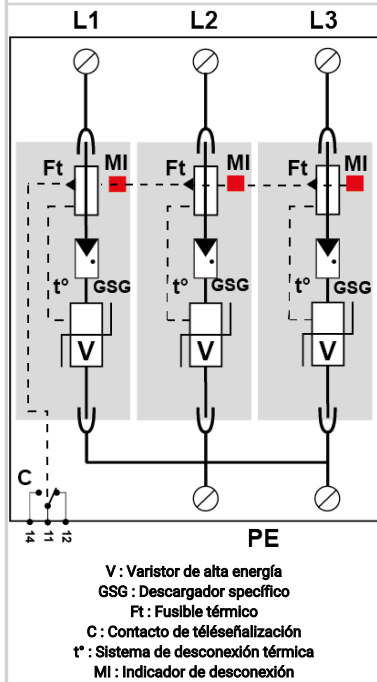 L1 L2 L3
Ft MI Ft MI Ft MI
t° GSG t° GSG t° GSG
V V V
C
14 11 12
PE
V : Varistor de alta energía
GSG : Descargador específico
Ft : Fusible térmico
C : Contacto de téléseñalización
t° : Sistema de desconexión térmica
MI : Indicador de desconexión